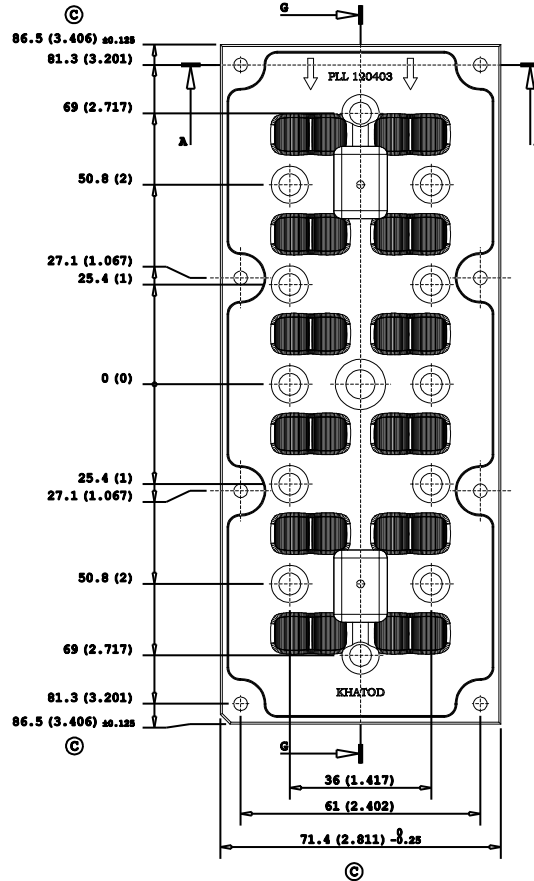 Ⓒ
G
86.5 (3.406) ±0.125
81.3 (3.201)
PLL 120403
69 (2.717)
A
50.8 (2)
27.1 (1.067)
25.4 (1)
0 (0)
25.4 (1)
27.1 (1.067)
50.8 (2)
69 (2.717)
KHATOD
81.3 (3.201)
86.5 (3.406) ±0.125
Ⓒ
G
36 (1.417)
61 (2.402)
71.4 (2.811) 0 -0.25
Ⓒ